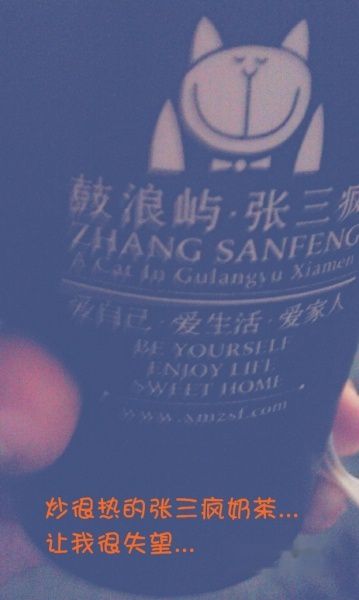 鼓浪屿·张三疯
ZHANG SANFENG
A Cat In Gulangyu Xiamen
爱自己·爱生活·爱家人
BE YOURSELF
ENJOY LIFE
SWEET HOME
www.xmzsf.com
炒很热的张三疯奶茶...
让我很失望...